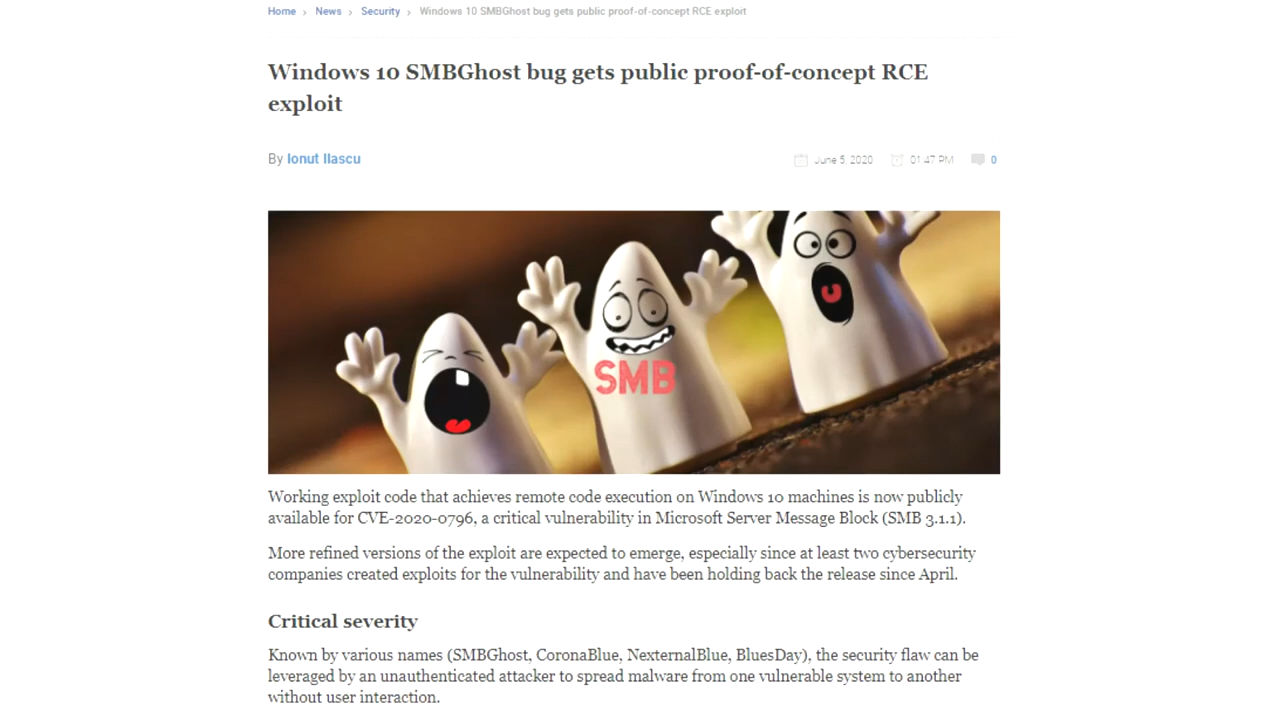 Home › News › Security › Windows 10 SMBGhost bug gets public proof-of-concept RCE exploit
Windows 10 SMBGhost bug gets public proof-of-concept RCE
exploit
By Ionut Ilascu
June 5, 2020 01:47 PM 0
SMB
Working exploit code that achieves remote code execution on Windows 10 machines is now publicly
available for CVE-2020-0796, a critical vulnerability in Microsoft Server Message Block (SMB 3.1.1).
More refined versions of the exploit are expected to emerge, especially since at least two cybersecurity
companies created exploits for the vulnerability and have been holding back the release since April.
Critical severity
Known by various names (SMBGhost, CoronaBlue, NexternalBlue, BluesDay), the security flaw can be
leveraged by an unauthenticated attacker to spread malware from one vulnerable system to another
without user interaction.